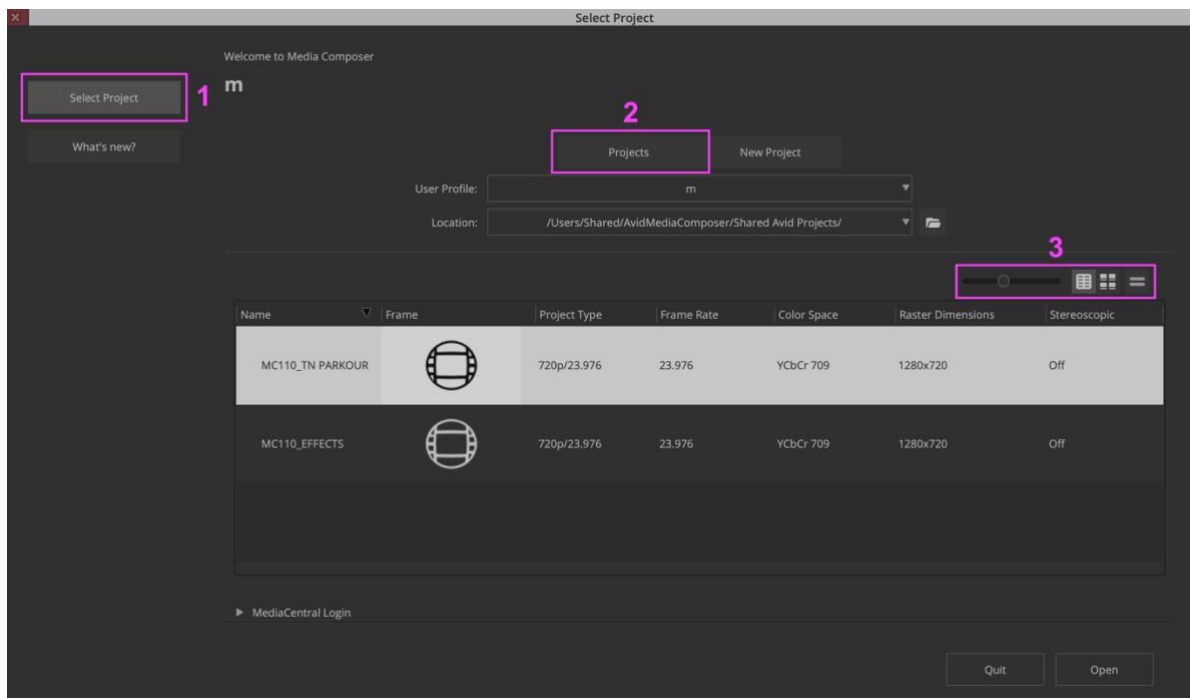 Select Project
Welcome to Media Composer
m
Select Project
1
What's new?
2
Projects
New Project
User Profile:
m
Location:
/Users/Shared/AvidMediaComposer/Shared Avid Projects/
3
Name Frame Project Type Frame Rate Color Space Raster Dimensions Stereoscopic
MC110_TN PARKOUR 720p/23.976 23.976 YCbCr 709 1280x720 Off
MC110_EFFECTS 720p/23.976 23.976 YCbCr 709 1280x720 Off
MediaCentral Login
Quit
Open